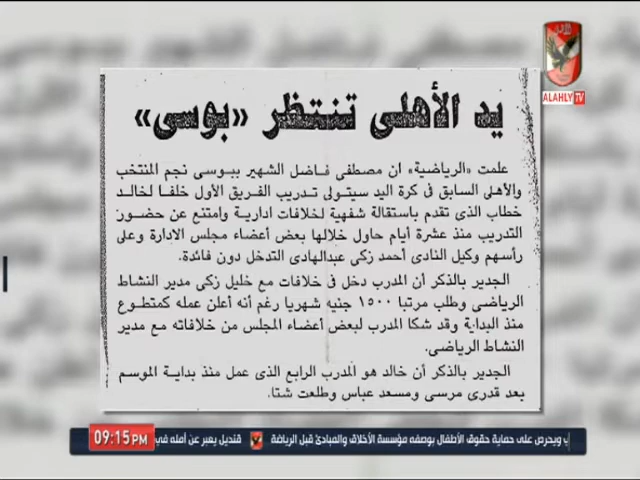 ALAHLY TV
يد الأهلى تنتظر «بوسى»
علمت «الرياضية» ان مصطفى فاضل الشهير ببوسى نجم المنتخب
والأهلى السابق فى كرة اليد سيتولى تدريب الفريق الأول خلفا لخالد
خطاب الذى تقدم باستقالة شفهية لخلافات ادارية وامتنع عن حضور
التدريب منذ عشرة أيام حاول خلالها بعض أعضاء مجلس الادارة وعلى
رأسهم وكيل النادى أحمد زكى عبدالهادى التدخل دون فائدة.
الجدير بالذكر أن المدرب دخل فى خلافات مع خليل زكى مدير النشاط
الرياضى وطلب مرتبا ١٥٠٠ جنيه شهريا رغم أنه أعلن عمله كمتطوع
منذ البداية وقد شكا المدرب لبعض أعضاء المجلس من خلافاته مع مدير
النشاط الرياضى.
الجدير بالذكر أن خالد هو المدرب الرابع الذى عمل منذ بداية الموسم
بعد قدرى مرسى ومسعد عباس وطلعت شتا.
ويحرص على حماية حقوق الأطفال بوصفه مؤسسة الأخلاق والمبادئ قبل الرياضة قنديل يعبر عن أمله في
09:15 PM